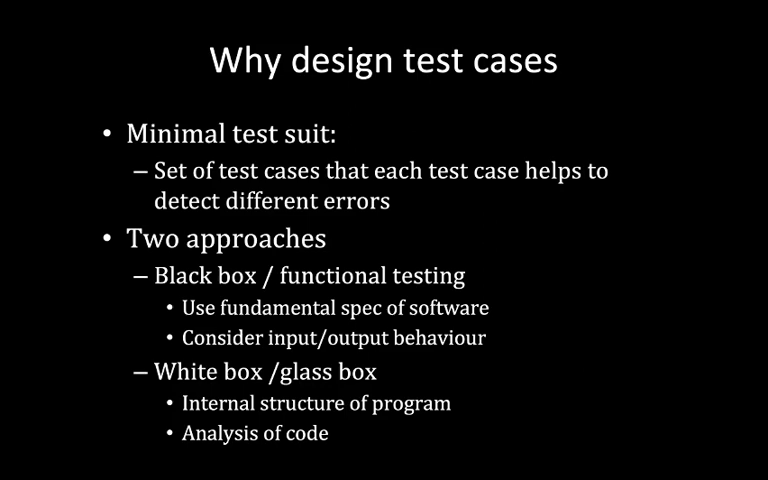 Why design test cases
• Minimal test suit:
– Set of test cases that each test case helps to
detect different errors
• Two approaches
– Black box / functional testing
• Use fundamental spec of software
• Consider input/output behaviour
– White box /glass box
• Internal structure of program
• Analysis of code